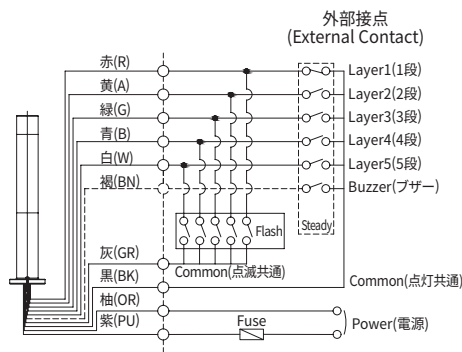 外部接点
(External Contact)
赤(R)
Layer1(1段)
黄(A)
Layer2(2段)
緑(G)
Layer3(3段)
青(B)
Layer4(4段)
白(W)
Layer5(5段)
褐(BN)
Buzzer(ブザー)
Flash
Steady
灰(GR)
Common(点滅共通)
黒(BK)
Common(点灯共通)
柚(OR)
紫(PU)
Fuse
Power(電源)